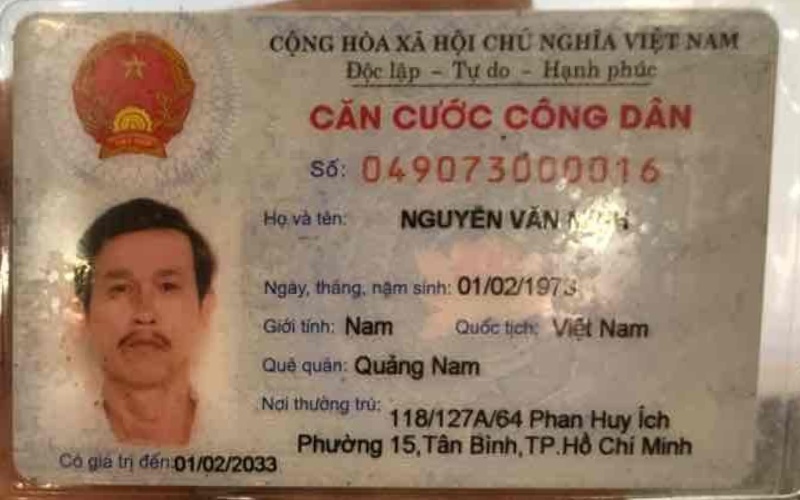 CỘNG HÒA XÃ HỘI CHỦ NGHĨA VIỆT NAM
Độc lập - Tự do - Hạnh phúc
CĂN CƯỚC CÔNG DÂN
Số: 049073000016
Họ và tên: NGUYỄN VĂN
Ngày, tháng, năm sinh: 01/02/1973
Giới tính: Nam Quốc tịch: Việt Nam
Quê quán: Quảng Nam
Nơi thường trú: 118/127A/64 Phan Huy Ích
Phường 15,Tân Bình,TP.Hồ Chí Minh
Có giá trị đến:01/02/2033